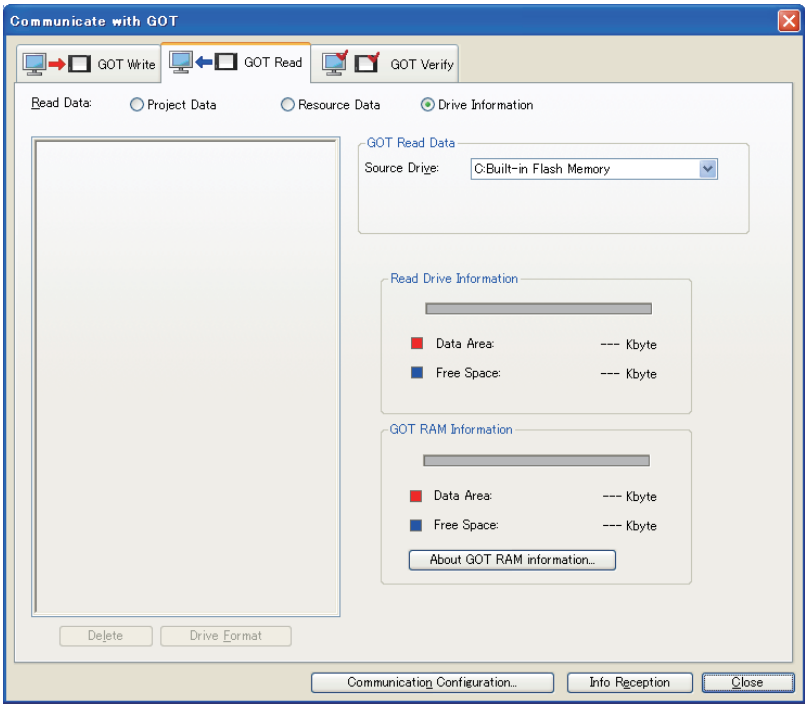 Communicate with GOT
GOT Write
GOT Read
GOT Verify
Read Data:
Project Data
Resource Data
Drive Information
GOT Read Data
Source Drive:
C:Built-in Flash Memory
Read Drive Information
Data Area:
--- Kbyte
Free Space:
--- Kbyte
GOT RAM Information
Data Area:
--- Kbyte
Free Space:
--- Kbyte
About GOT RAM information...
Delete
Drive Format
Communication Configuration...
Info Reception
Close